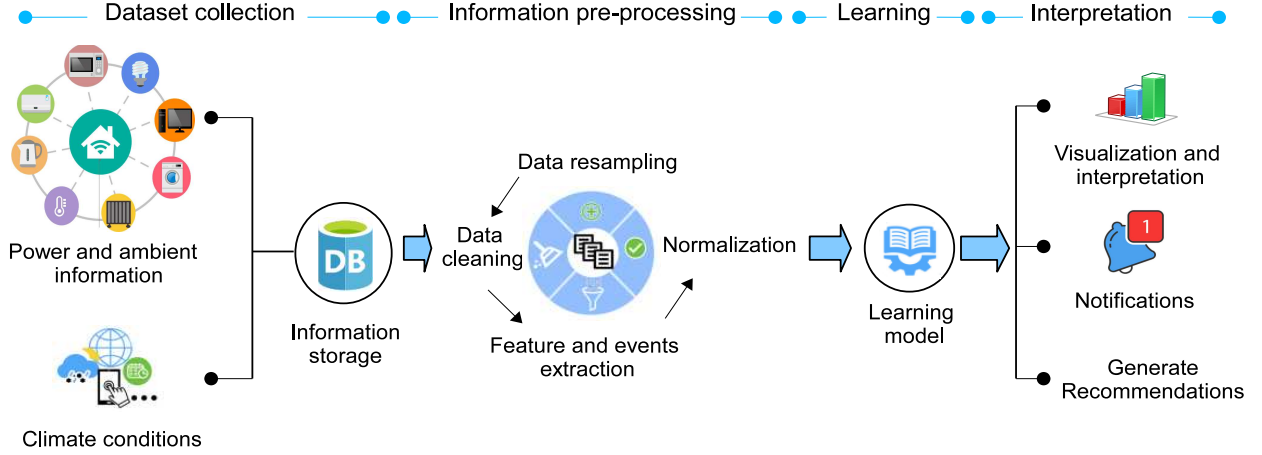 Dataset collection
Information pre-processing
Learning
Interpretation
Power and ambient
information
Climate conditions
DB
Information
storage
Data resampling
Data
cleaning
Feature and events
extraction
Normalization
Learning
model
Visualization and
interpretation
1
Notifications
Generate
Recommendations